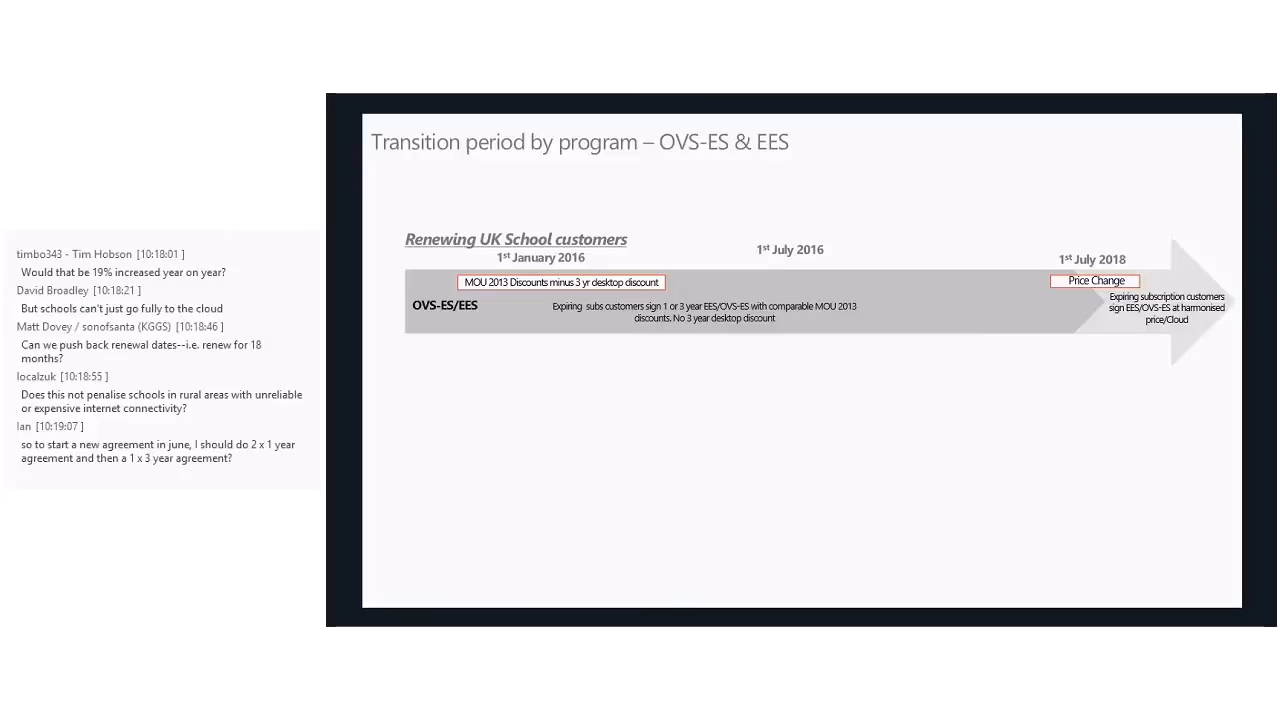 timbo343 - Tim Hobson [10:18:01 ]
Would that be 19% increased year on year?
David Broadley [10:18:21 ]
But schools can't just go fully to the cloud
Matt Dovey / sonofsanta (KGGS) [10:18:46 ]
Can we push back renewal dates--i.e. renew for 18
months?
localzuk [10:18:55 ]
Does this not penalise schools in rural areas with unreliable
or expensive internet connectivity?
Ian [10:19:07 ]
so to start a new agreement in june, I should do 2 x 1 year
agreement and then a 1 x 3 year agreement?
Transition period by program – OVS-ES & EES
Renewing UK School customers
1st January 2016
1st July 2016
1st July 2018
MOU 2013 Discounts minus 3 yr desktop discount
Price Change
OVS-ES/EES
Expiring subs customers sign 1 or 3 year EES/OVS-ES with comparable MOU 2013
discounts. No 3 year desktop discount
Expiring subscription customers
sign EES/OVS-ES at harmonised
price/Cloud